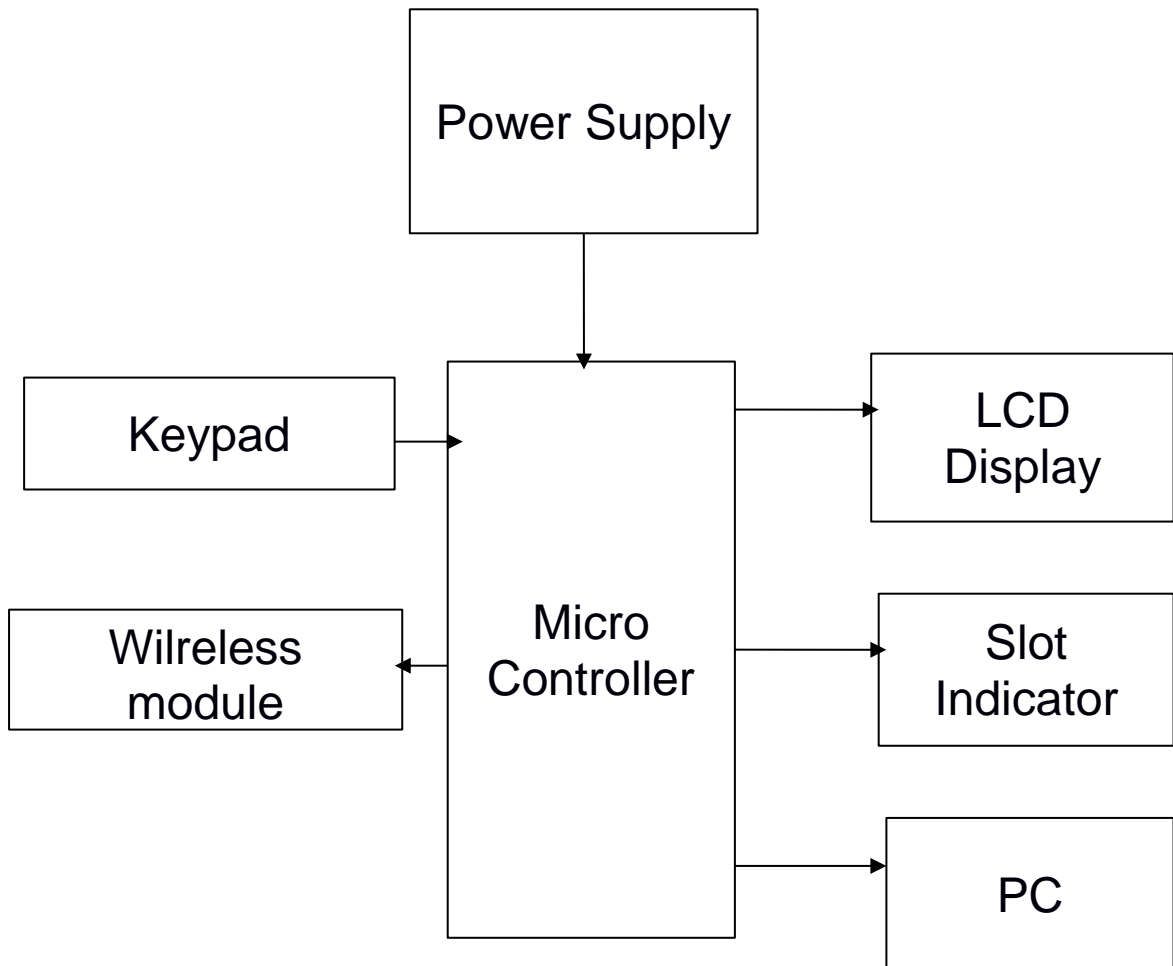 Power Supply
Keypad
LCD
Display
Wilreless
module
Micro
Controller
Slot
Indicator
PC